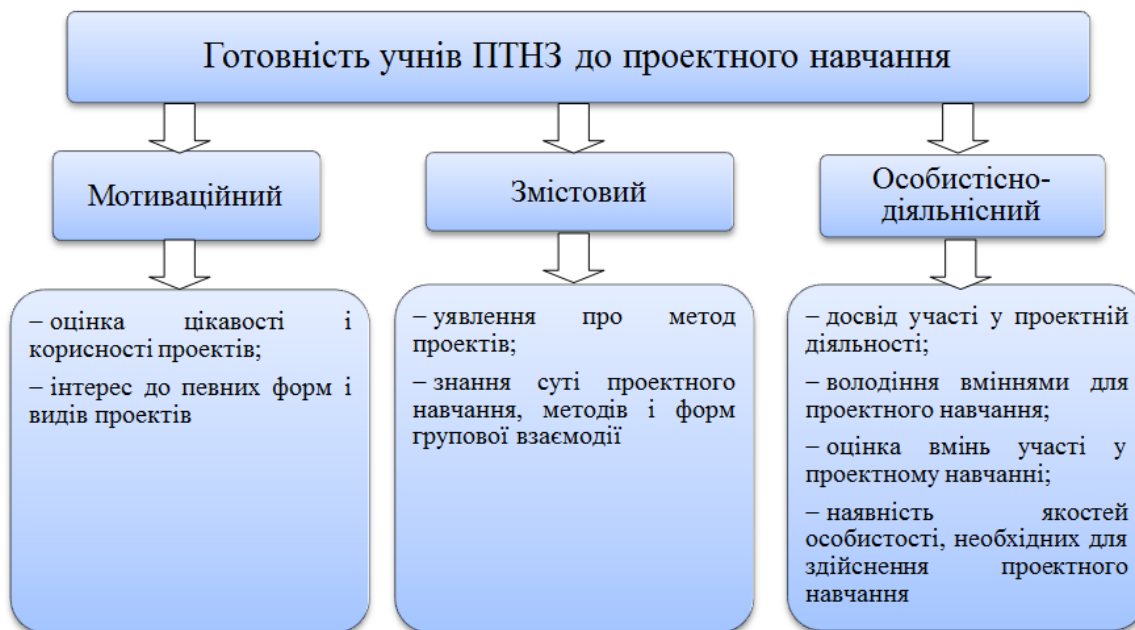 Готовність учнів ПТНЗ до проектного навчання
Мотиваційний
Змістовий
Особистісно-
діяльнісний
– оцінка цікавості і
корисності проектів;
– інтерес до певних форм і
видів проектів
– уявлення про метод
проектів;
– знання суті проектного
навчання, методів і форм
групової взаємодії
– досвід участі у проектній
діяльності;
– володіння вміннями для
проектного навчання;
– оцінка вмінь участі у
проектному навчанні;
– наявність якостей
особистості, необхідних для
здійснення проектного
навчання